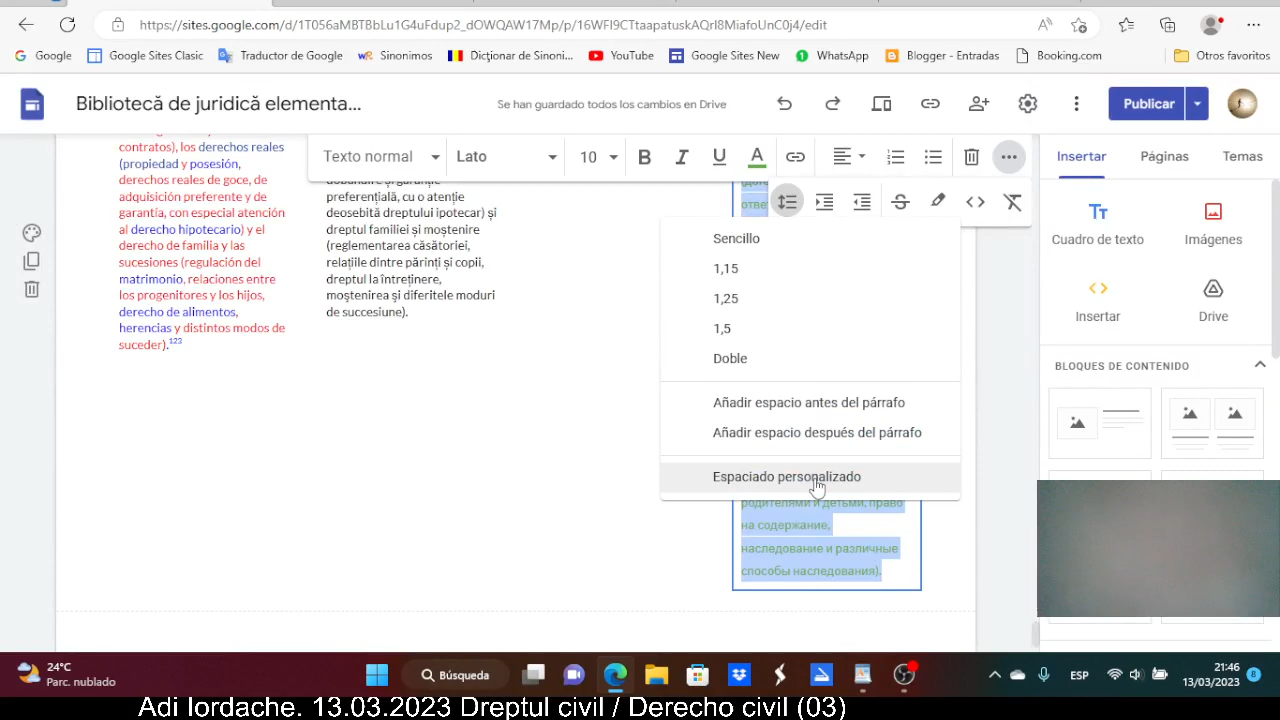 https://sites.google.com/d/1T056aMBTBbLu1G4uFdup2_dOWQAW17Mp/p/16WFI9CTtaapatuskAQrI8MiafoUnC0j4/edit
Google
Google Sites Clasic
Traductor de Google
Sinonimos
Dicționar de Sinoni...
YouTube
Google Sites New
WhatsApp
Blogger - Entradas
Booking.com
Otros favoritos
Bibliotecă de juridică elementa...
Se han guardado todos los cambios en Drive
Publicar
Texto normal
Lato
10
Insertar
Páginas
Temas
contratos), los derechos reales
(propiedad y posesión,
derechos reales de goce, de
adquisición preferente y de
garantía, con especial atención
al derecho hipotecario) y el
derecho de familia y las
sucesiones (regulación del
matrimonio, relaciones entre
los progenitores y los hijos,
derecho de alimentos,
herencias y distintos modos de
suceder).¹²³
preferențială, cu o atenție
deosebită dreptului ipotecar) și
dreptul familiei și moștenire
(reglementarea căsătoriei,
relațiile dintre părinți și copii,
dreptul la întreținere,
moștenirea și diferitele moduri
de succesiune).
Sencillo
1,15
1,25
1,5
Doble
Añadir espacio antes del párrafo
Añadir espacio después del párrafo
Espaciado personalizado
родителями и детьми, право
на содержание,
наследование и различные
способы наследования).
Cuadro de texto
Imágenes
Insertar
Drive
BLOQUES DE CONTENIDO
24°C
Parc. nublado
Búsqueda
ESP
21:46
13/03/2023
8
Adi Iordache. 13.03.2023 Dreptul civil / Derecho civil (03)